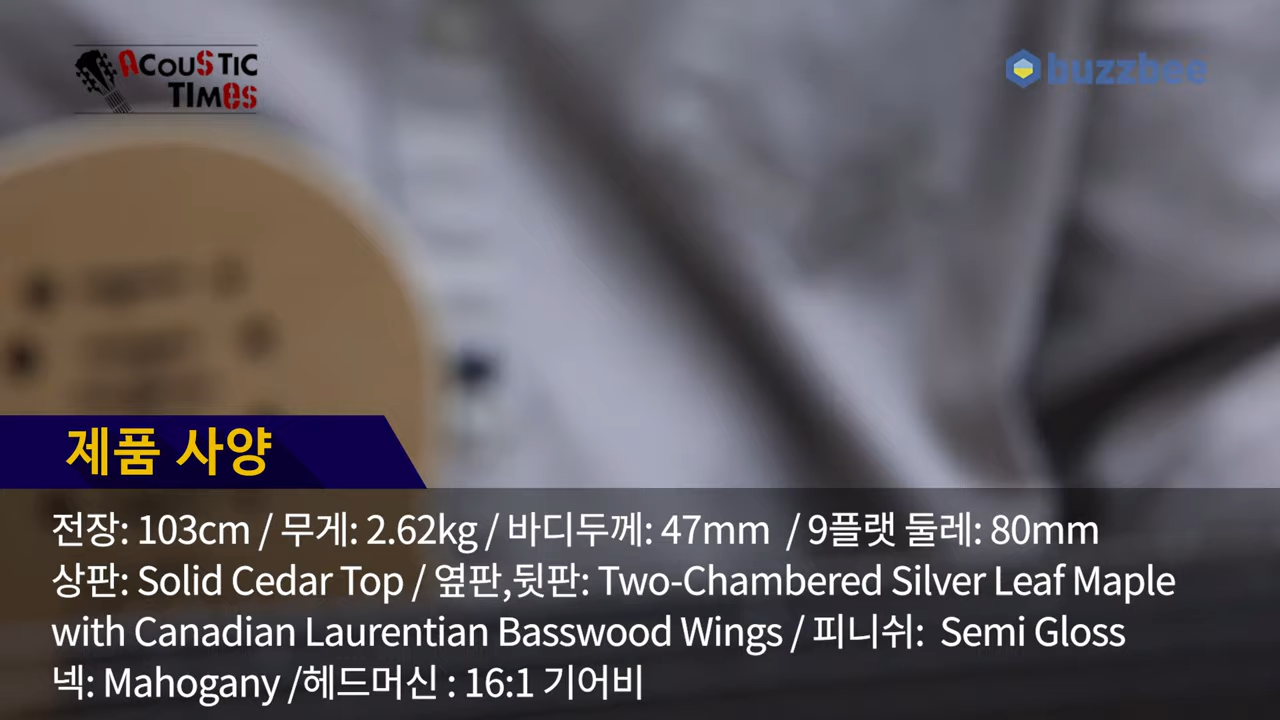 ACOUSTIC
TIMES
buzzbee
제품 사양
전장: 103cm / 무게: 2.62kg / 바디두께: 47mm / 9플랫 둘레: 80mm
상판: Solid Cedar Top / 옆판,뒷판: Two-Chambered Silver Leaf Maple
with Canadian Laurentian Basswood Wings / 피니쉬: Semi Gloss
넥: Mahogany /헤드머신 : 16:1 기어비